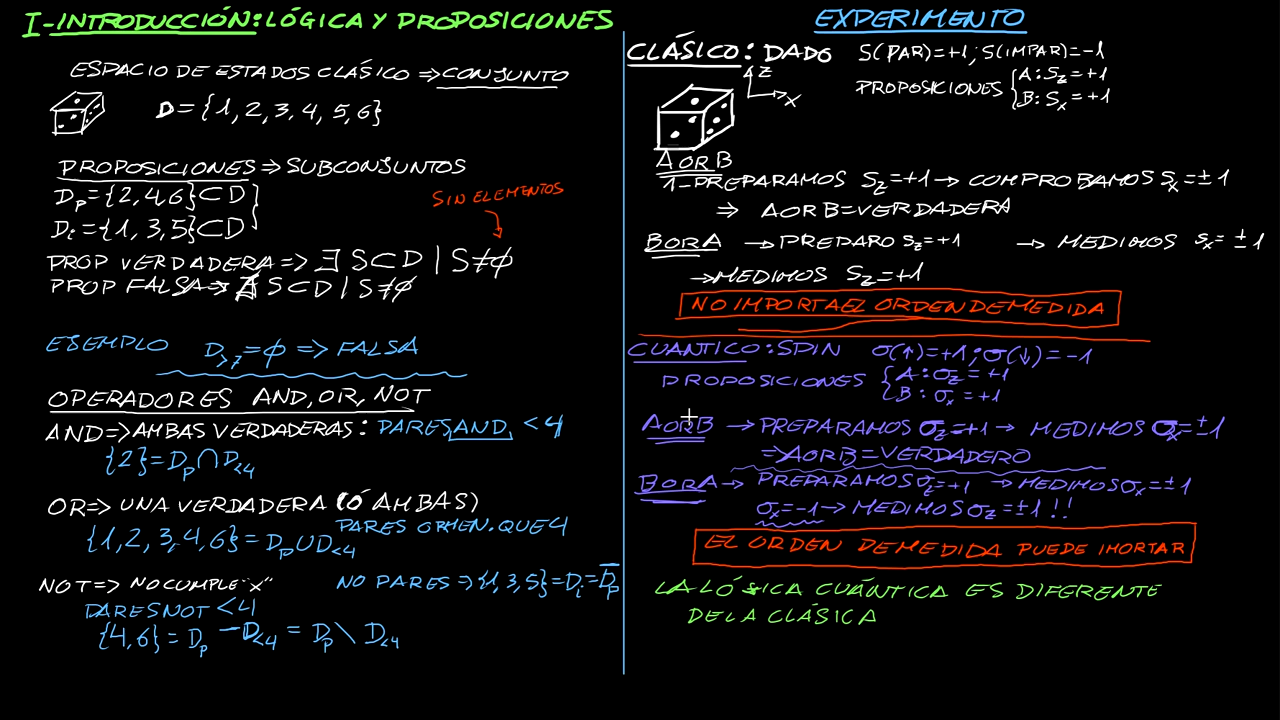 I-INTRODUCCIÓN: LÓGICA Y PROPOSICIONES
ESPACIO DE ESTADOS CLÁSICO ⇒ CONJUNTO
D = {1, 2, 3, 4, 5, 6}
PROPOSICIONES ⇒ SUBCONJUNTOS
Dp = {2, 4, 6} ⊂ D
Di = {1, 3, 5} ⊂ D
SIN ELEMENTOS
PROP VERDADERA ⇒ ∃ S ⊂ D | S ≠ ∅
PROP FALSA ⇒ ∄ S ⊂ D | S ≠ ∅
EJEMPLO D>7 = ∅ ⇒ FALSA
OPERADORES AND, OR, NOT
AND ⇒ AMBAS VERDADERAS: PARES AND < 4
{2} = Dp ∩ D<4
OR ⇒ UNA VERDADERA (Ó AMBAS)
PARES OR MEN. QUE 4
{1, 2, 3, 4, 6} = Dp ∪ D<4
NOT ⇒ NO CUMPLE "X" NO PARES ⇒ {1, 3, 5} = Di = D̅p
PARES NOT < 4
{4, 6} = Dp - D<4 = Dp \ D<4
EXPERIMENTO
CLÁSICO: DADO S(PAR) = +1; S(IMPAR) = -1
Z
X
PROPOSICIONES { A: Sz = +1
B: Sx = +1
A OR B
1-PREPARAMOS Sz = +1 → COMPROBAMOS Sx = ±1
⇒ A OR B = VERDADERA
B OR A → PREPARO Sz = +1 → MEDIMOS Sx = ±1
→ MEDIMOS Sz = +1
NO IMPORTA EL ORDEN DE MEDIDA
CUANTICO: SPIN σ(↑) = +1; σ(↓) = -1
PROPOSICIONES { A: σz = +1
B: σx = +1
A OR B → PREPARAMOS σz = +1 → MEDIMOS σx = ±1
⇒ A OR B = VERDADERO
B OR A → PREPARAMOS σz = +1 → MEDIMOS σx = ±1
σx = -1 → MEDIMOS σz = ±1 !!
EL ORDEN DE MEDIDA PUEDE IMORTAR
LA LÓGICA CUÁNTICA ES DIFERENTE
DE LA CLÁSICA